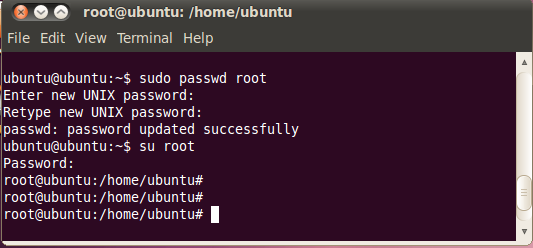 root@ubuntu: /home/ubuntu
File Edit View Terminal Help
ubuntu@ubuntu:~$ sudo passwd root
Enter new UNIX password:
Retype new UNIX password:
passwd: password updated successfully
ubuntu@ubuntu:~$ su root
Password:
root@ubuntu:/home/ubuntu#
root@ubuntu:/home/ubuntu#
root@ubuntu:/home/ubuntu#